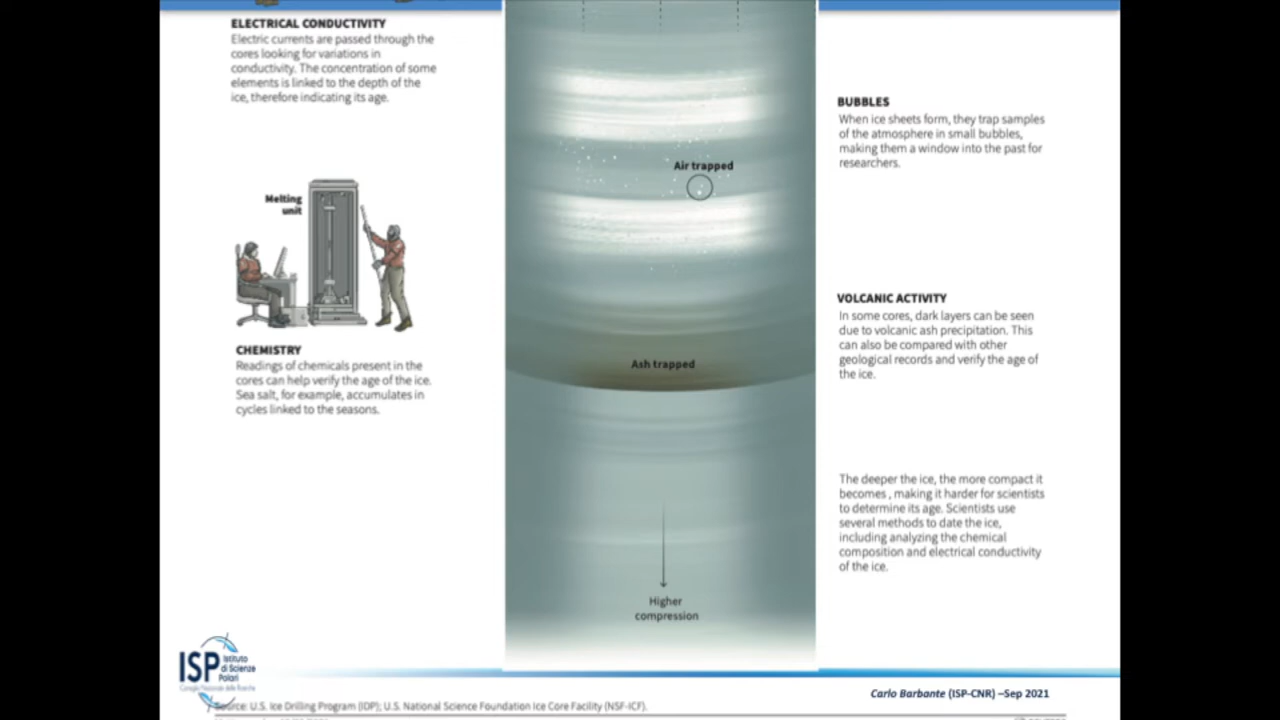 ELECTRICAL CONDUCTIVITY
Electric currents are passed through the
cores looking for variations in
conductivity. The concentration of some
elements is linked to the depth of the
ice, therefore indicating its age.
Melting
unit
CHEMISTRY
Readings of chemicals present in the
cores can help verify the age of the ice.
Sea salt, for example, accumulates in
cycles linked to the seasons.
Air trapped
Ash trapped
Higher
compression
BUBBLES
When ice sheets form, they trap samples
of the atmosphere in small bubbles,
making them a window into the past for
researchers.
VOLCANIC ACTIVITY
In some cores, dark layers can be seen
due to volcanic ash precipitation. This
can also be compared with other
geological records and verify the age of
the ice.
The deeper the ice, the more compact it
becomes , making it harder for scientists
to determine its age. Scientists use
several methods to date the ice,
including analyzing the chemical
composition and electrical conductivity
of the ice.
ISP
Istituto
di Scienze
Polari
Consiglio Nazionale delle Ricerche
Carlo Barbante (ISP-CNR) –Sep 2021
Source: U.S. Ice Drilling Program (IDP); U.S. National Science Foundation Ice Core Facility (NSF-ICF).